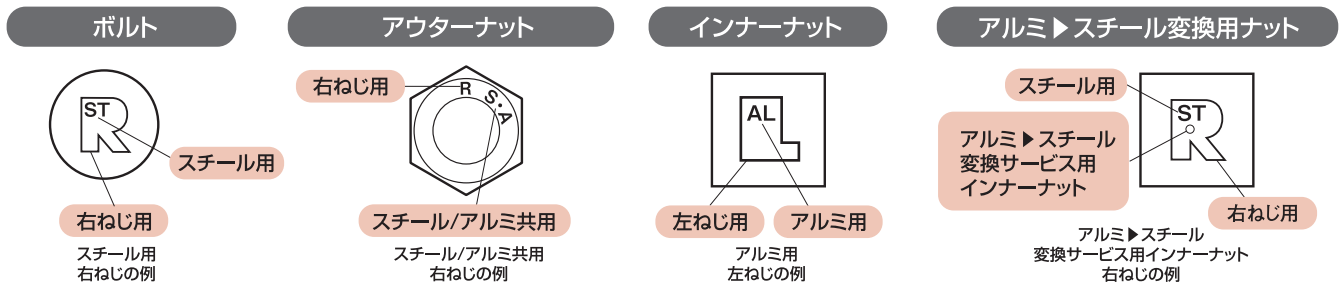 ボルト
ST
R
スチール用
右ねじ用
スチール用
右ねじの例
アウターナット
右ねじ用
R S・A
スチール/アルミ共用
スチール/アルミ共用
右ねじの例
インナーナット
AL
L
左ねじ用
アルミ用
アルミ用
左ねじの例
アルミ▶スチール変換用ナット
スチール用
ST
R
アルミ▶スチール
変換サービス用
インナーナット
右ねじ用
アルミ▶スチール
変換サービス用インナーナット
右ねじの例